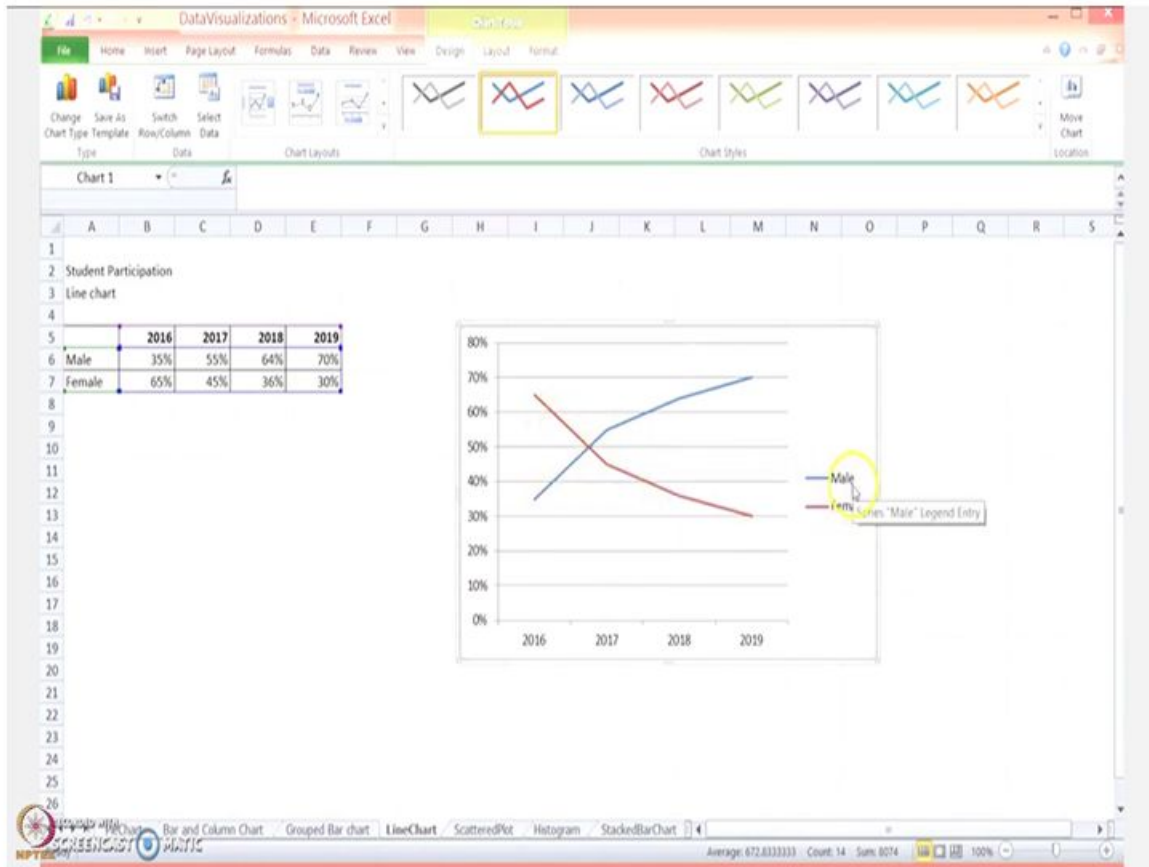 DataVisualizations - Microsoft Excel
File Home Insert Page Layout Formulas Data Review View Design Layout Format
Change Chart Type Save As Template Switch Row/Column Select Data Move Chart
Type Data Chart Layouts Chart Styles Location
Chart 1 fx
A B C D E F G H I J K L M N O P Q R S
1
2 Student Participation
3 Line chart
4
5 2016 2017 2018 2019
6 Male 35% 55% 64% 70%
7 Female 65% 45% 36% 30%
8
9
10
11
12
13
14
15
16
17
18
19
20
21
22
23
24
25
26
80%
70%
60%
50%
40%
30%
20%
10%
0%
2016 2017 2018 2019
Male
Series "Male" Legend Entry
Bar and Column Chart Grouped Bar chart LineChart ScatteredPlot Histogram StackedBarChart
Average: 672.8333333 Count: 14 Sum: 8074 100%
SCREENCAST MATIC
NPTEL